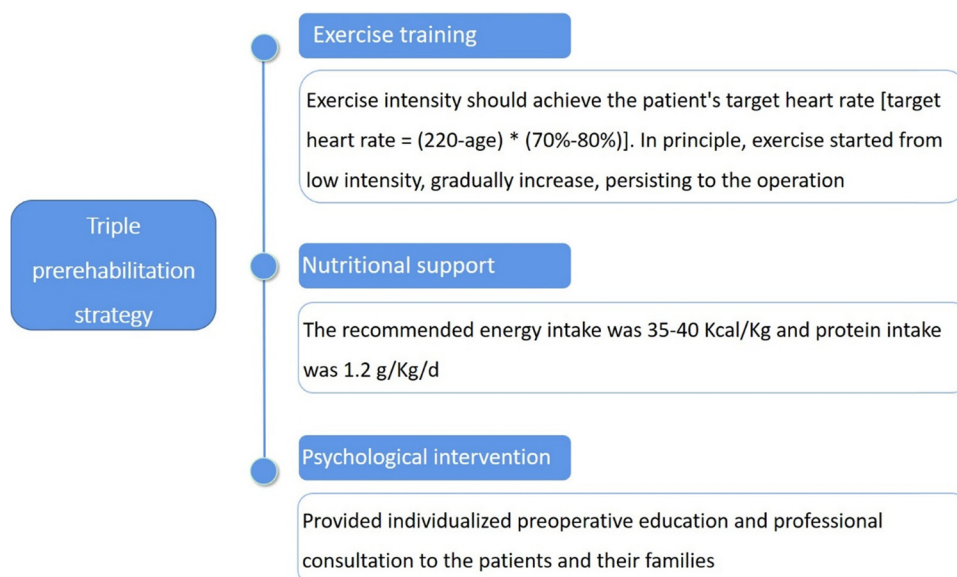 Triple
prerehabilitation
strategy
Exercise training
Exercise intensity should achieve the patient's target heart rate [target
heart rate = (220-age) * (70%-80%)]. In principle, exercise started from
low intensity, gradually increase, persisting to the operation
Nutritional support
The recommended energy intake was 35-40 Kcal/Kg and protein intake
was 1.2 g/Kg/d
Psychological intervention
Provided individualized preoperative education and professional
consultation to the patients and their families